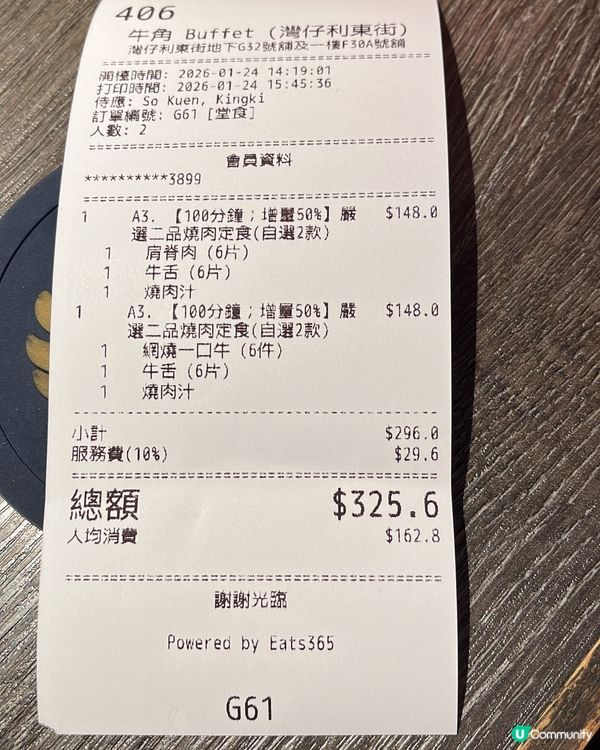 406
牛角 Buffet (灣仔利東街)
灣仔利東街地下G32號舖及一樓F30A號舖
開檯時間: 2026-01-24 14:19:01
打印時間: 2026-01-24 15:45:36
侍應: So Kuen, Kingki
訂單編號: G61 [堂食]
人數: 2
會員資料
**********3899
1 A3. 【100分鐘；增量50%】嚴 $148.0
選二品燒肉定食(自選2款)
1 肩脊肉 (6片)
1 牛舌 (6片)
1 燒肉汁
1 A3. 【100分鐘；增量50%】嚴 $148.0
選二品燒肉定食(自選2款)
1 網燒一口牛 (6件)
1 牛舌 (6片)
1 燒肉汁
小計 $296.0
服務費(10%) $29.6
總額 $325.6
人均消費 $162.8
謝謝光臨
Powered by Eats365
G61
U Community